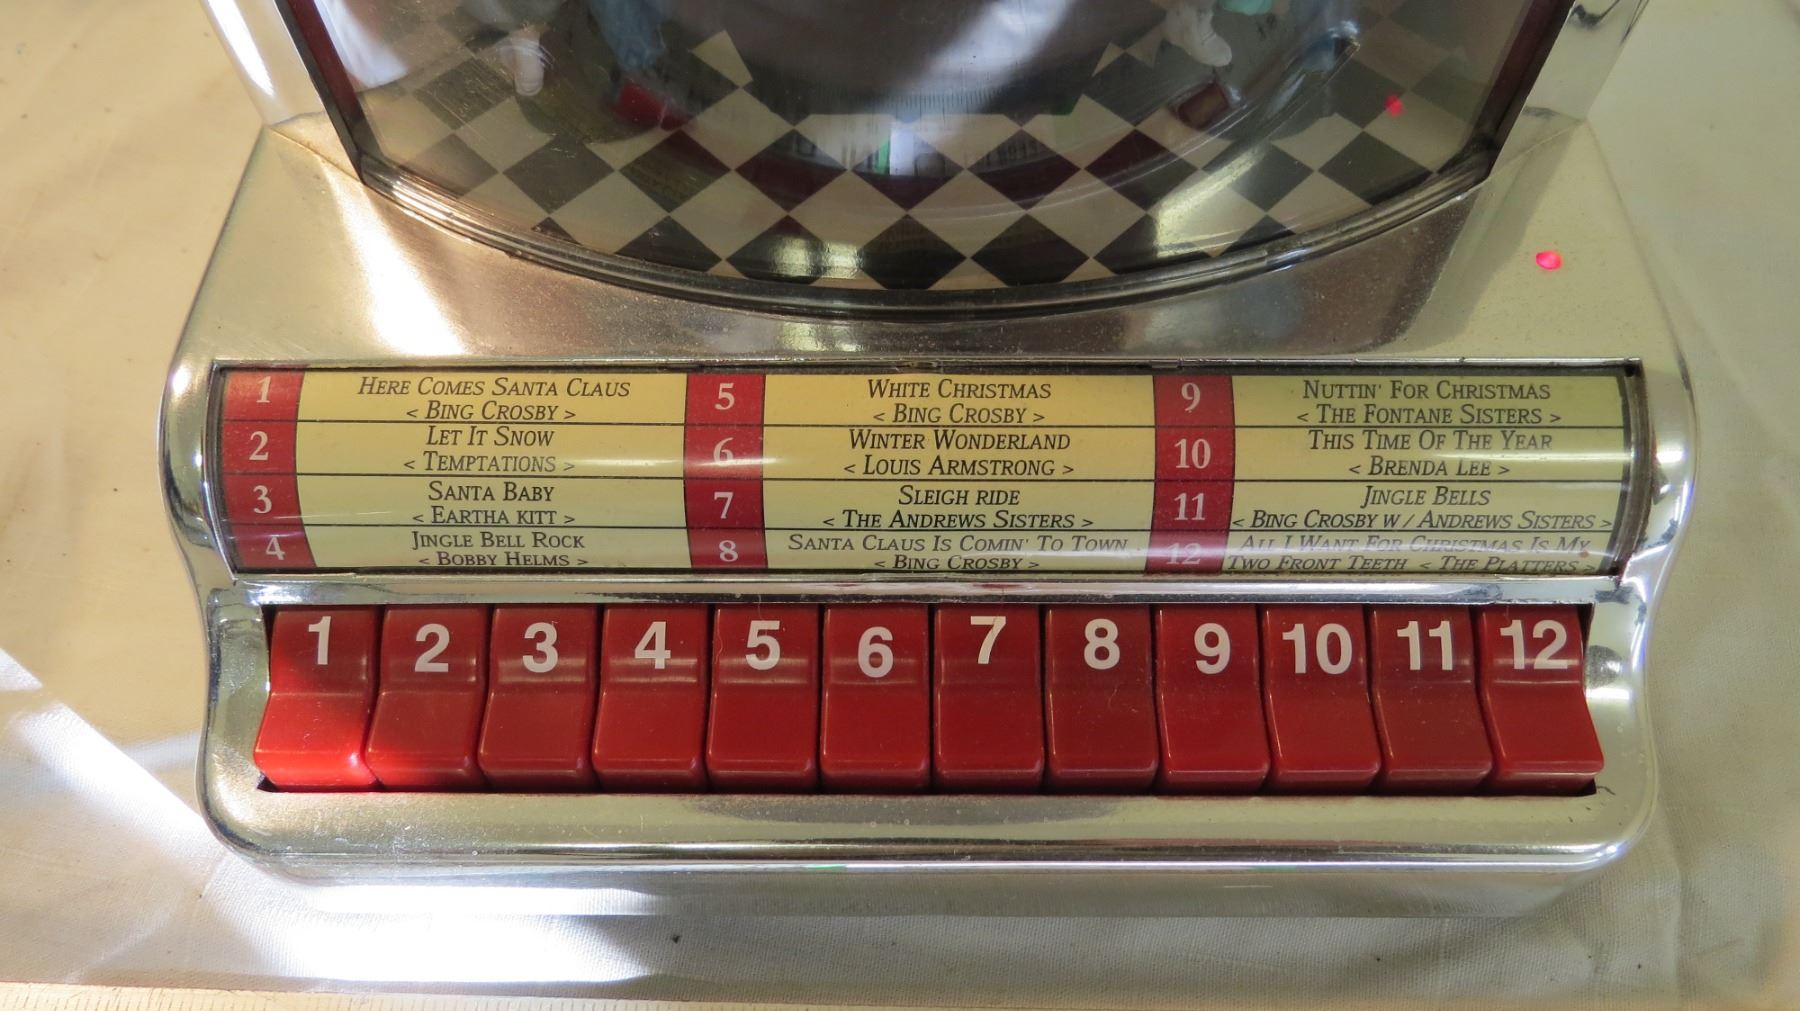 1
HERE COMES SANTA CLAUS
< BING CROSBY >
2
LET IT SNOW
< TEMPTATIONS >
3
SANTA BABY
< EARTHA KITT >
4
JINGLE BELL ROCK
< BOBBY HELMS >
5
WHITE CHRISTMAS
< BING CROSBY >
6
WINTER WONDERLAND
< LOUIS ARMSTRONG >
7
SLEIGH RIDE
< THE ANDREWS SISTERS >
8
SANTA CLAUS IS COMIN' TO TOWN
< BING CROSBY >
9
NUTTIN' FOR CHRISTMAS
< THE FONTANE SISTERS >
10
THIS TIME OF THE YEAR
< BRENDA LEE >
11
JINGLE BELLS
< BING CROSBY W / ANDREWS SISTERS >
12
ALL I WANT FOR CHRISTMAS IS MY
TWO FRONT TEETH < THE PLATTERS >
1 2 3 4 5 6 7 8 9 10 11 12